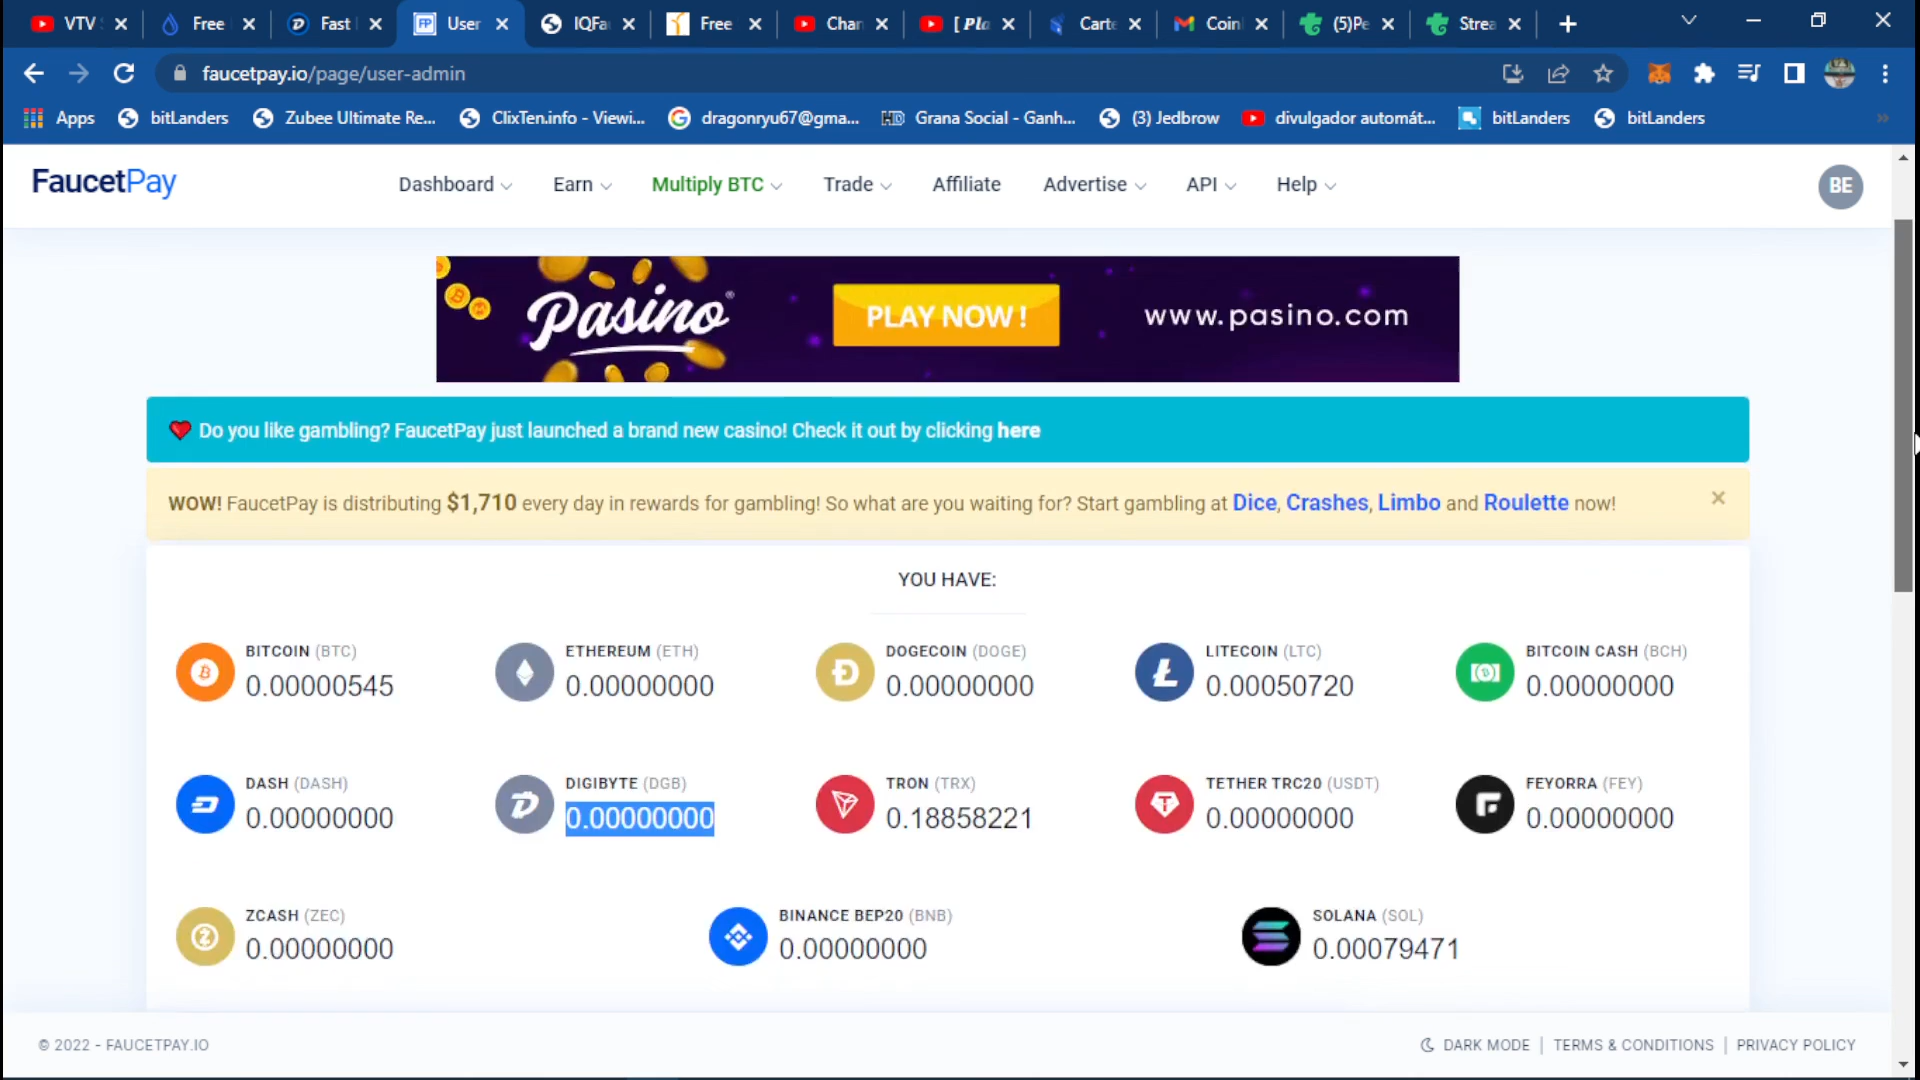 VTV
Free
Fast
User
IQFa
Free
Chan
[ Pla
Carte
Coin
(5)Pe
Strea
faucetpay.io/page/user-admin
Apps
bitLanders
Zubee Ultimate Re...
ClixTen.info - Viewi...
dragonryu67@gma...
Grana Social - Ganh...
(3) Jedbrow
divulgador automát...
bitLanders
bitLanders
FaucetPay
Dashboard
Earn
Multiply BTC
Trade
Affiliate
Advertise
API
Help
BE
Pasino®
PLAY NOW !
www.pasino.com
Do you like gambling? FaucetPay just launched a brand new casino! Check it out by clicking here
WOW! FaucetPay is distributing $1,710 every day in rewards for gambling! So what are you waiting for? Start gambling at Dice, Crashes, Limbo and Roulette now!
YOU HAVE:
BITCOIN (BTC)
0.00000545
ETHEREUM (ETH)
0.00000000
DOGECOIN (DOGE)
0.00000000
LITECOIN (LTC)
0.00050720
BITCOIN CASH (BCH)
0.00000000
DASH (DASH)
0.00000000
DIGIBYTE (DGB)
0.00000000
TRON (TRX)
0.18858221
TETHER TRC20 (USDT)
0.00000000
FEYORRA (FEY)
0.00000000
ZCASH (ZEC)
0.00000000
BINANCE BEP20 (BNB)
0.00000000
SOLANA (SOL)
0.00079471
© 2022 - FAUCETPAY.IO
DARK MODE | TERMS & CONDITIONS | PRIVACY POLICY